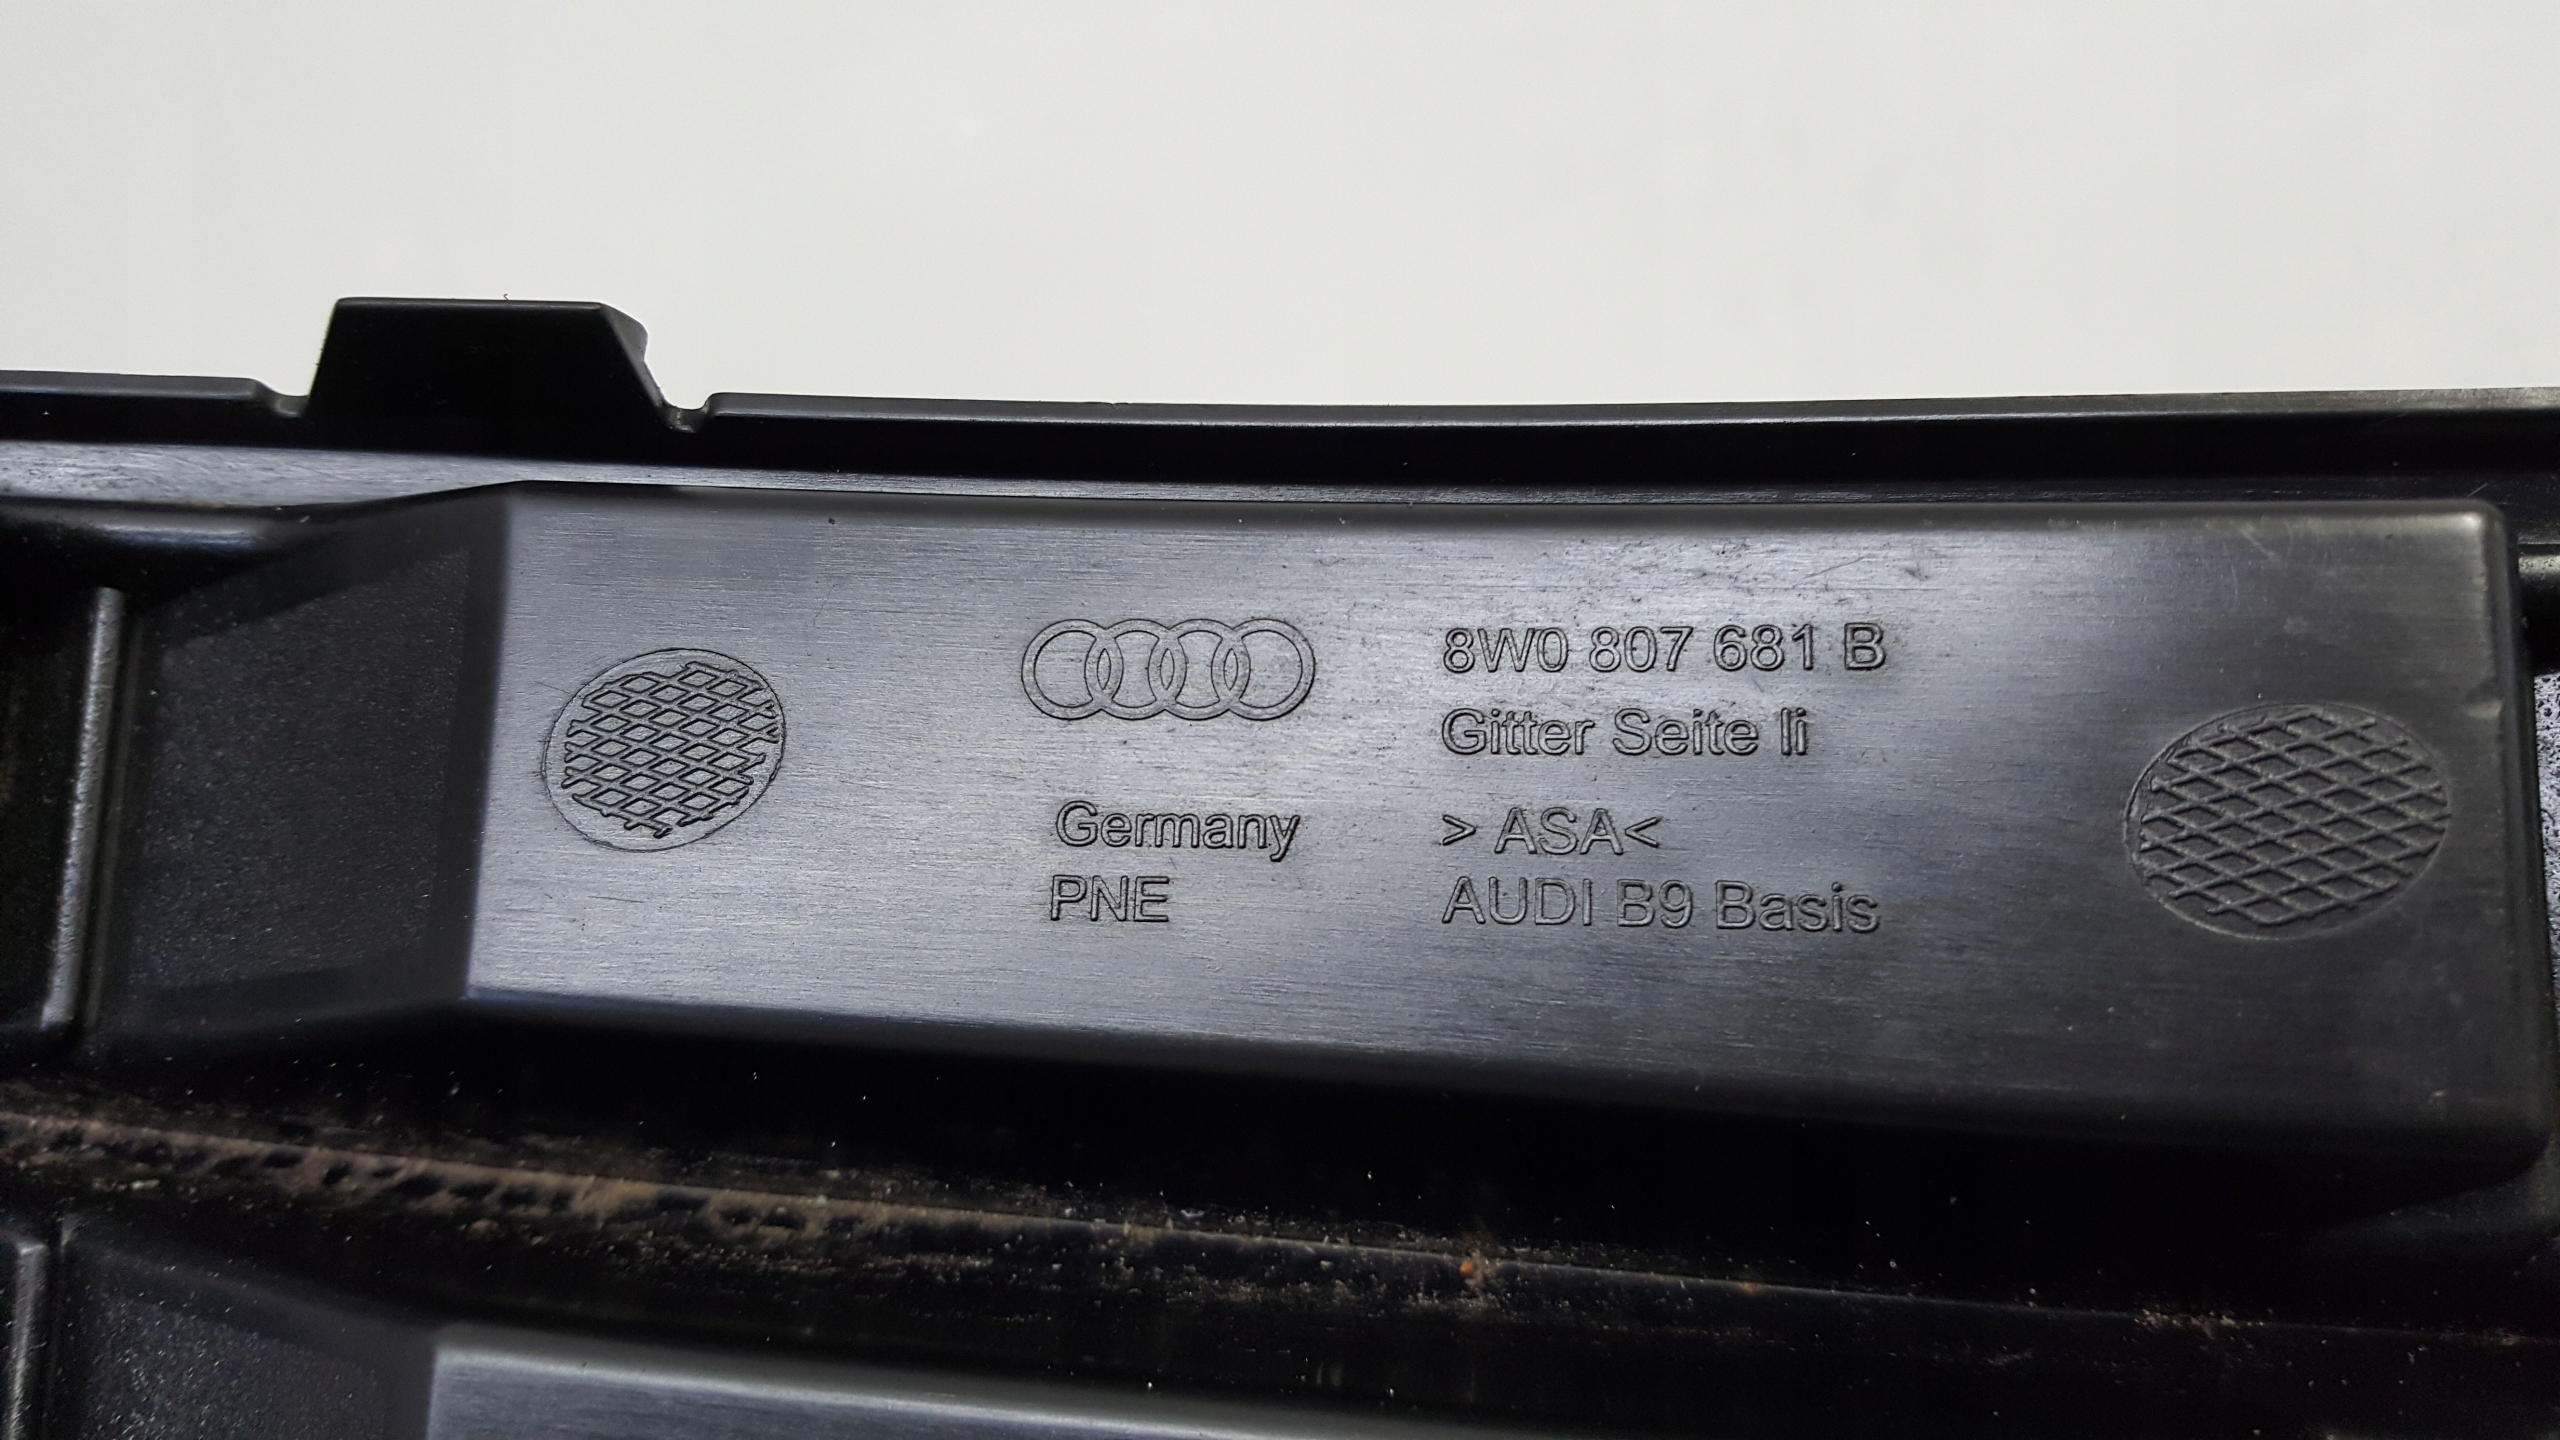 8W0 807 681 B
Gitter Seite li
Germany
> ASA<
PNE
AUDI B9 Basis